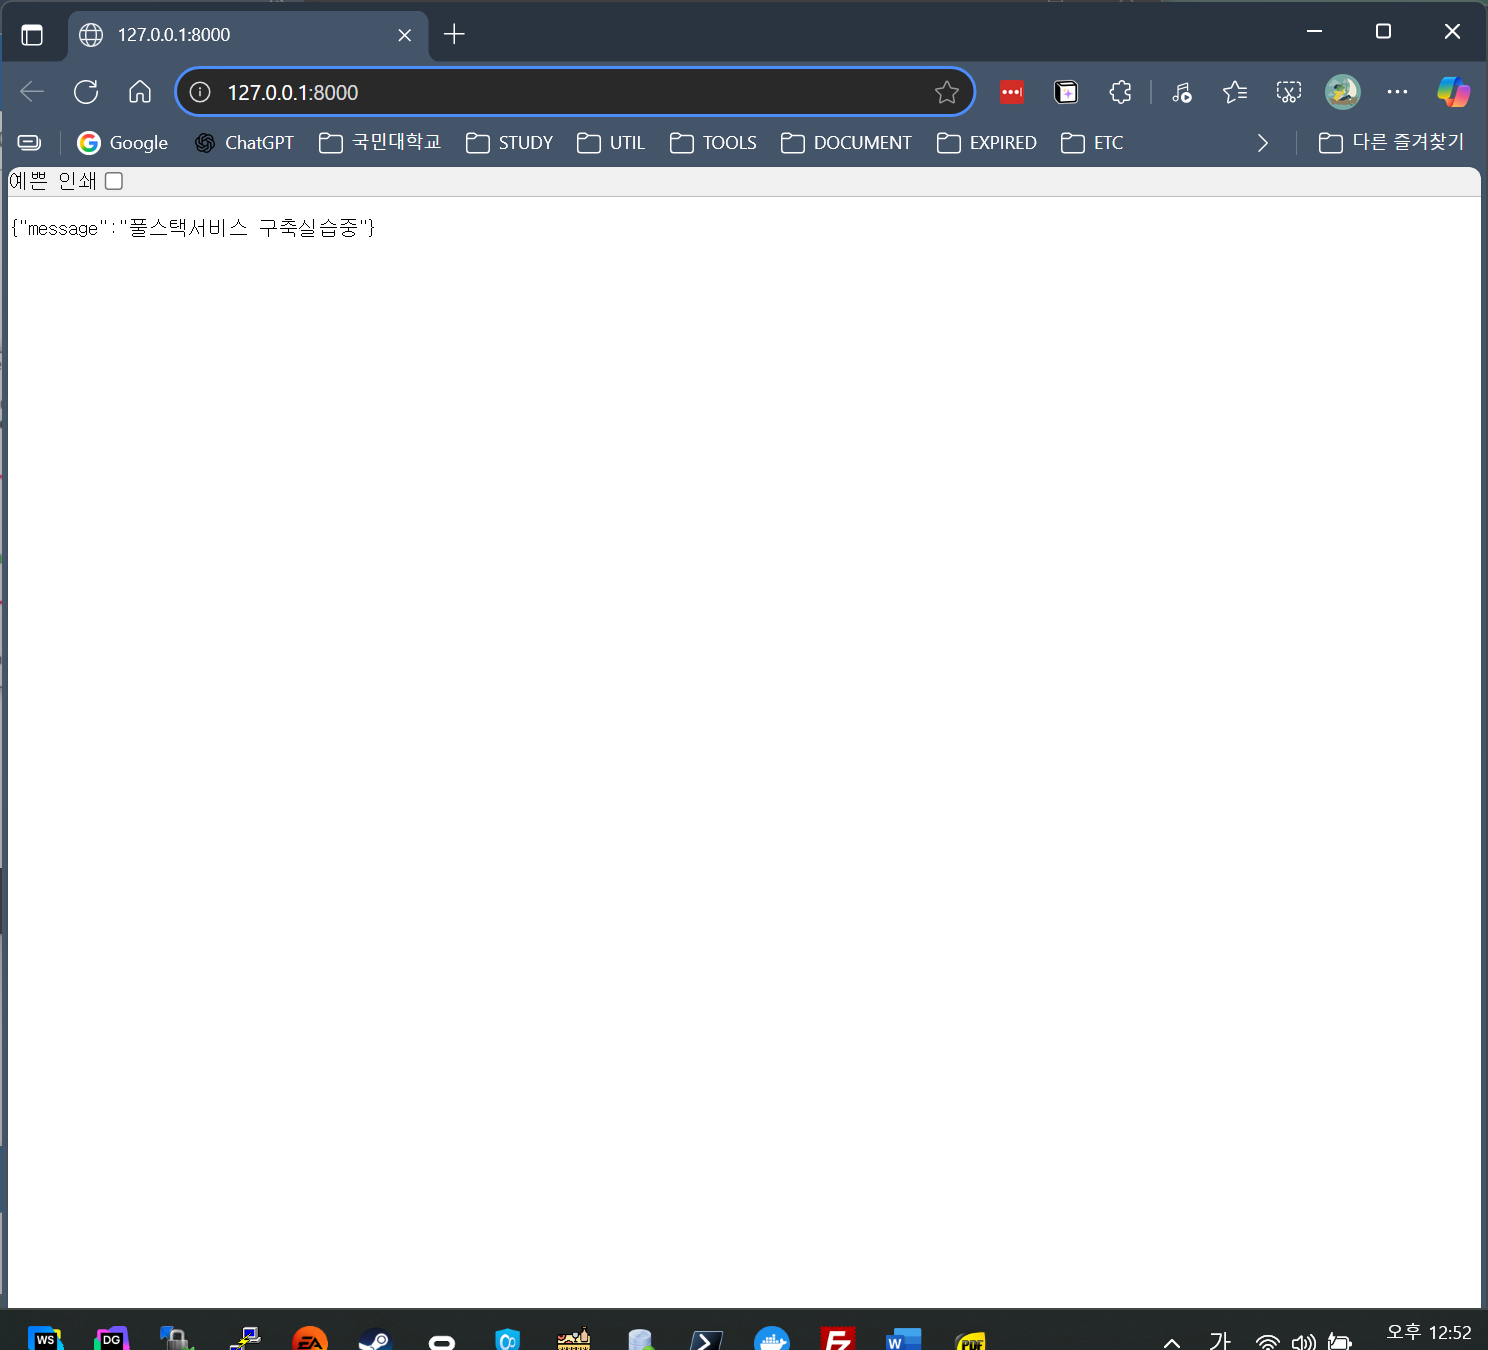 127.0.0.1:8000
127.0.0.1:8000
Google ChatGPT 국민대학교 STUDY UTIL TOOLS DOCUMENT EXPIRED ETC 다른 즐겨찾기
예쁜 인쇄
{"message":"풀스택서비스 구축실습중"}
WS DG EA W PDF 가 오후 12:52